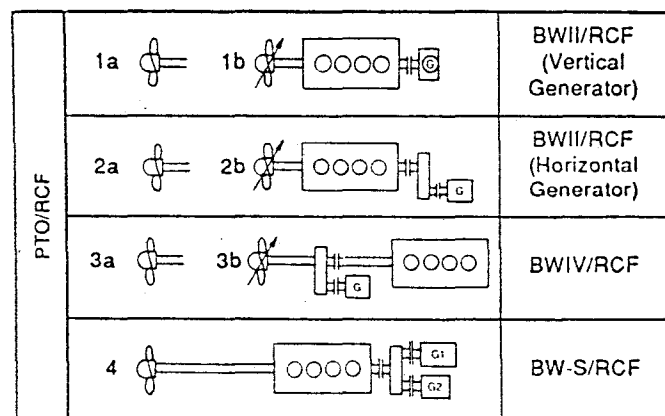 PTO/RCF
1a 1b G BWII/RCF
(Vertical
Generator)
2a 2b G BWII/RCF
(Horizontal
Generator)
3a 3b G BWIV/RCF
4 G1 G2 BW-S/RCF